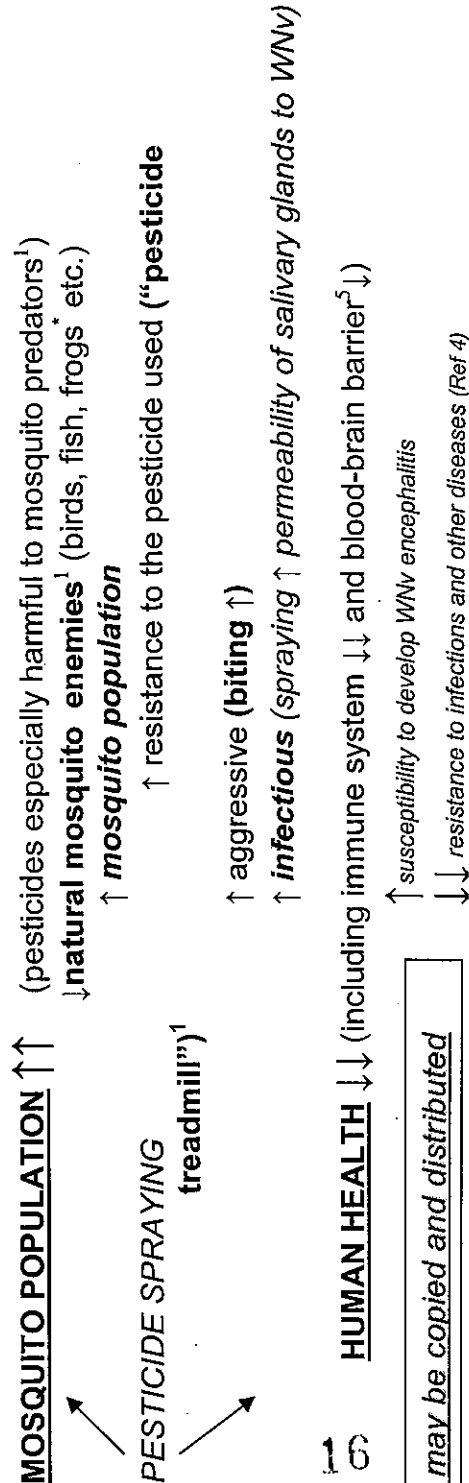 MOSQUITO POPULATION ↑↑ (pesticides especially harmful to mosquito predators¹)
↓natural mosquito enemies¹ (birds, fish, frogs* etc.)
↑ mosquito population
PESTICIDE SPRAYING ↑ resistance to the pesticide used ("pesticide
treadmill")¹
↑ aggressive (biting ↑)
↑ infectious (spraying ↑ permeability of salivary glands to WNv)
HUMAN HEALTH ↓↓ (including immune system ↓↓ and blood-brain barrier⁵↓)
↑ susceptibility to develop WNv encephalitis
↓↓ resistance to infections and other diseases (Ref 4)
may be copied and distributed
16